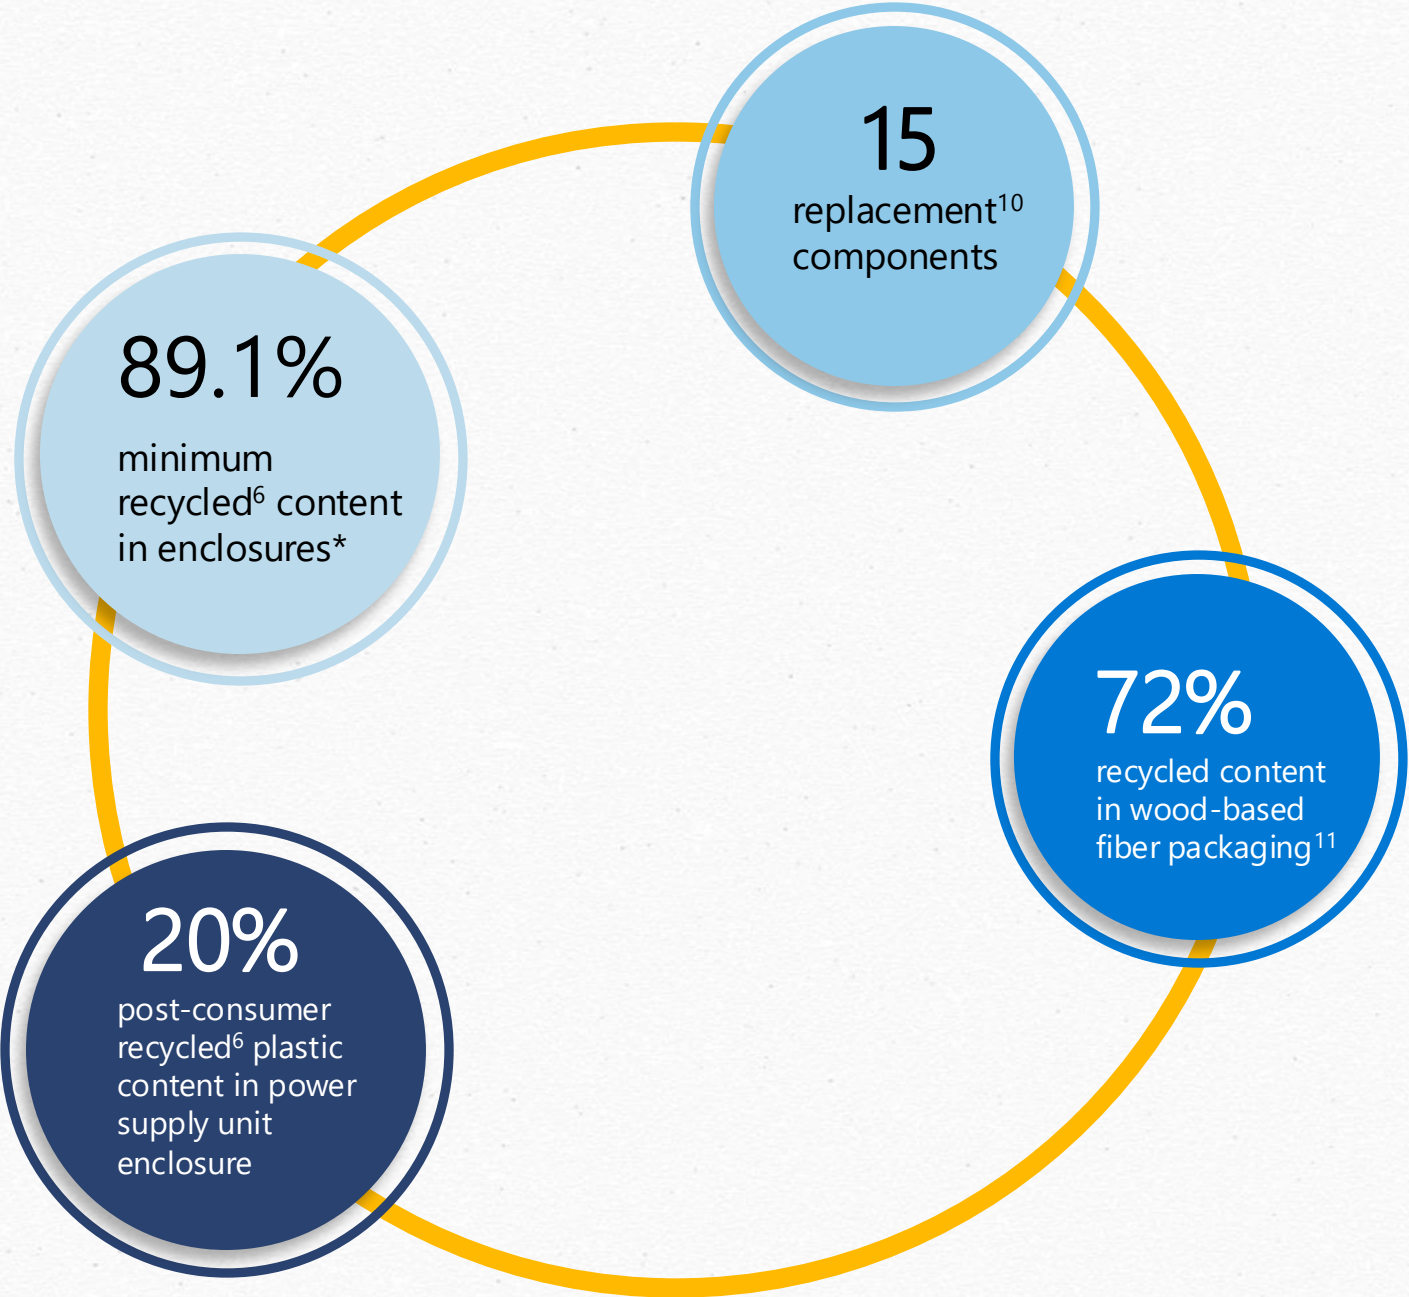 15
replacement¹⁰
components
89.1%
minimum
recycled⁶ content
in enclosures*
72%
recycled content
in wood-based
fiber packaging¹¹
20%
post-consumer
recycled⁶ plastic
content in power
supply unit
enclosure